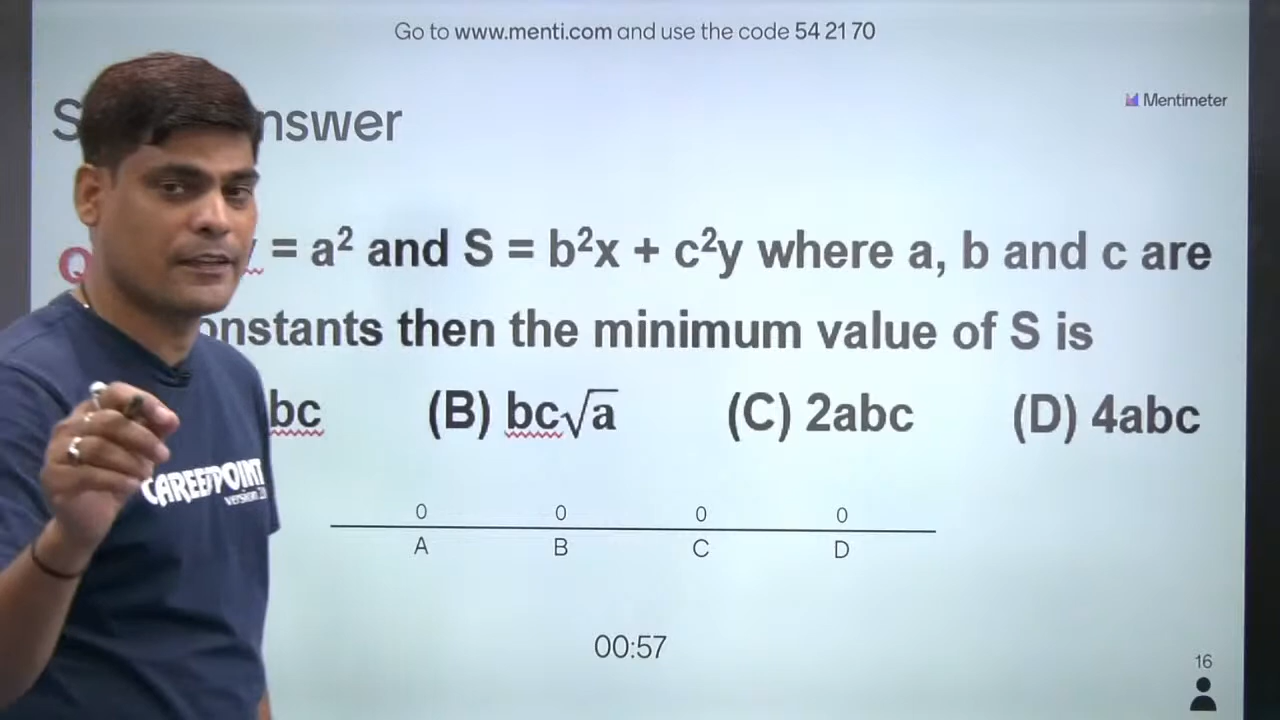 Go to www.menti.com and use the code 54 21 70
Mentimeter
nswer
= a² and S = b²x + c²y where a, b and c are
onstants then the minimum value of S is
bc (B) bc√a (C) 2abc (D) 4abc
0 0 0 0
A B C D
00:57
16
CAREERPOINT